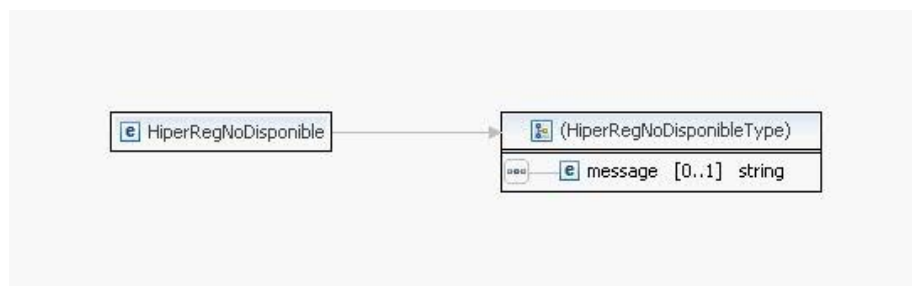 e HiperRegNoDisponible
(HiperRegNoDisponibleType)
e message [0..1] string